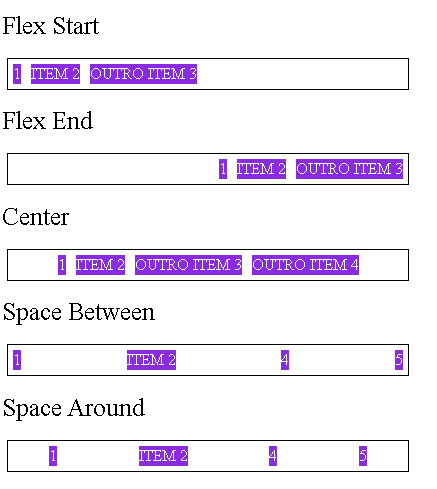 Flex Start
1 ITEM 2 OUTRO ITEM 3
Flex End
1 ITEM 2 OUTRO ITEM 3
Center
1 ITEM 2 OUTRO ITEM 3 OUTRO ITEM 4
Space Between
1 ITEM 2 4 5
Space Around
1 ITEM 2 4 5